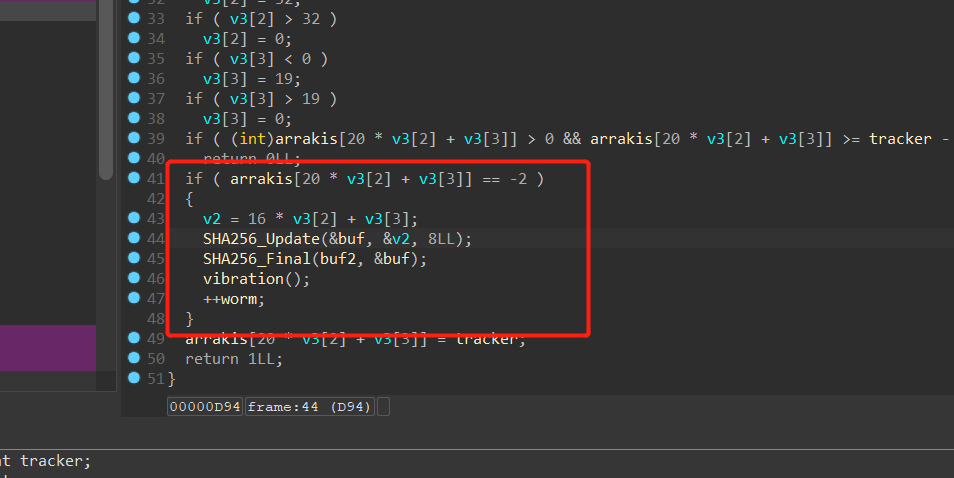 33 if ( v3[2] > 32 )
34 v3[2] = 0;
35 if ( v3[3] < 0 )
36 v3[3] = 19;
37 if ( v3[3] > 19 )
38 v3[3] = 0;
39 if ( (int)arrakis[20 * v3[2] + v3[3]] > 0 && arrakis[20 * v3[2] + v3[3]] >= tracker -
40 return 0LL;
41 if ( arrakis[20 * v3[2] + v3[3]] == -2 )
42 {
43 v2 = 16 * v3[2] + v3[3];
44 SHA256_Update(&buf, &v2, 8LL);
45 SHA256_Final(buf2, &buf);
46 vibration();
47 ++worm;
48 }
49 arrakis[20 * v3[2] + v3[3]] = tracker;
50 return 1LL;
51 }
00000D94 frame:44 (D94)
t tracker;